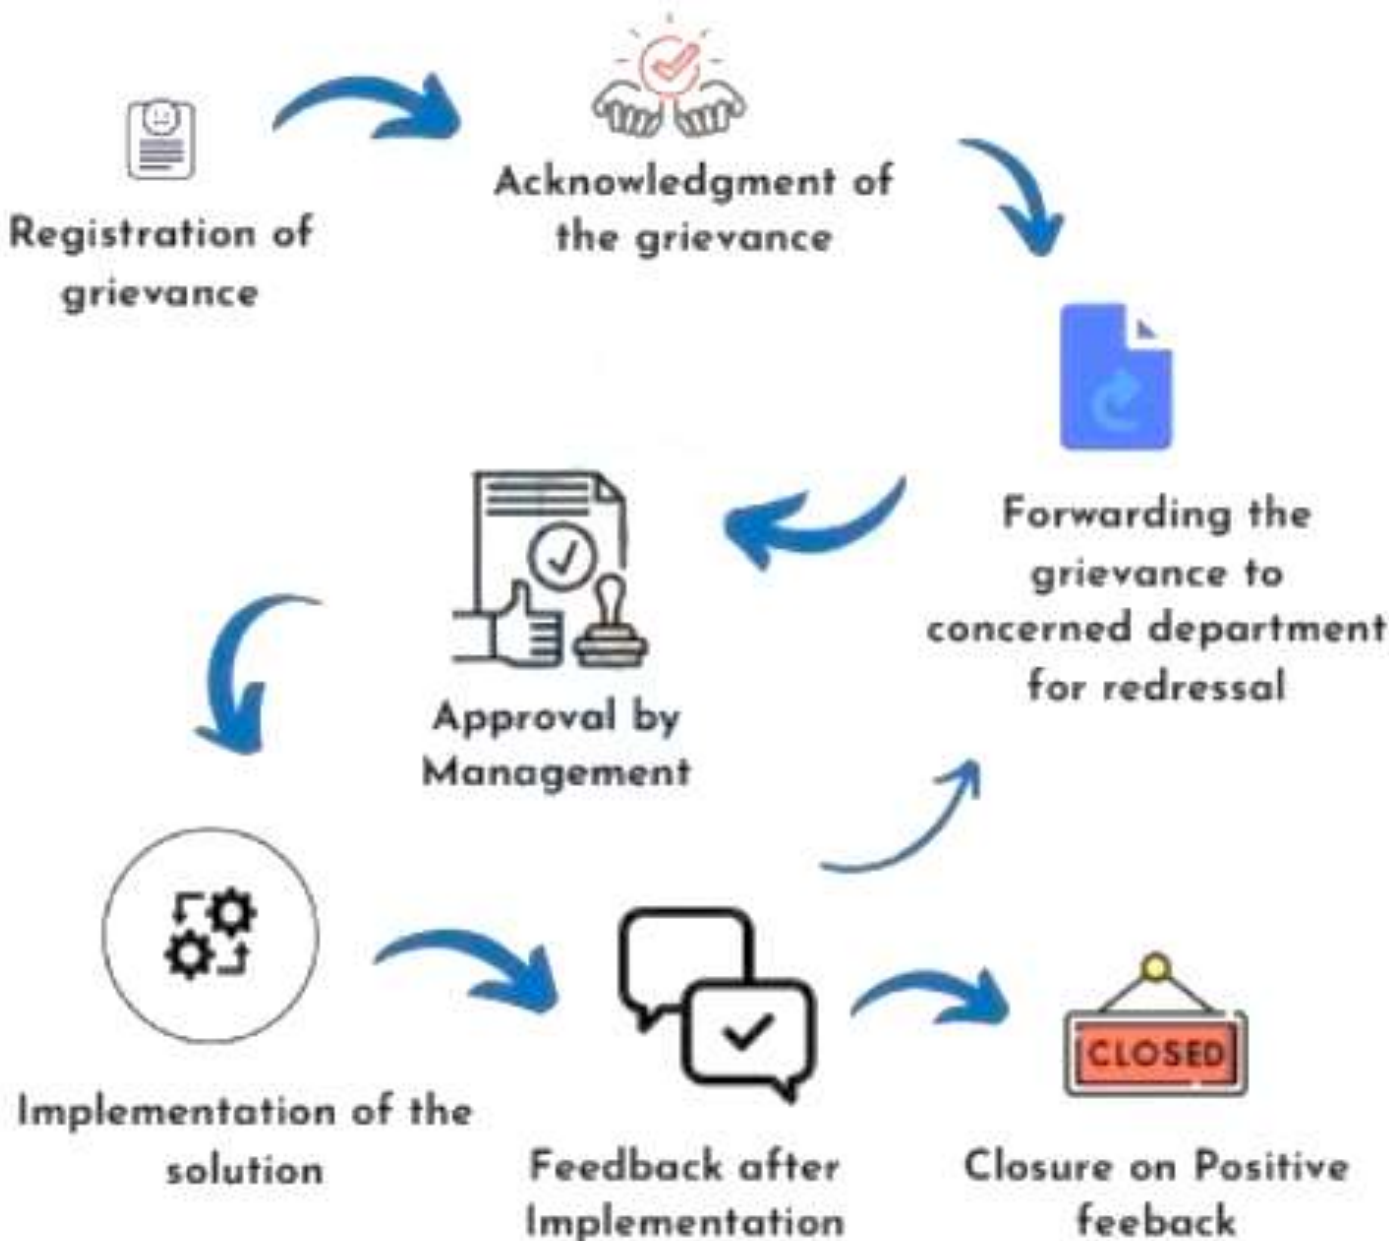 Registration of
grievance
Acknowledgment of
the grievance
Forwarding the
grievance to
concerned department
for redressal
Approval by
Management
Implementation of the
solution
Feedback after
Implementation
CLOSED
Closure on Positive
feeback